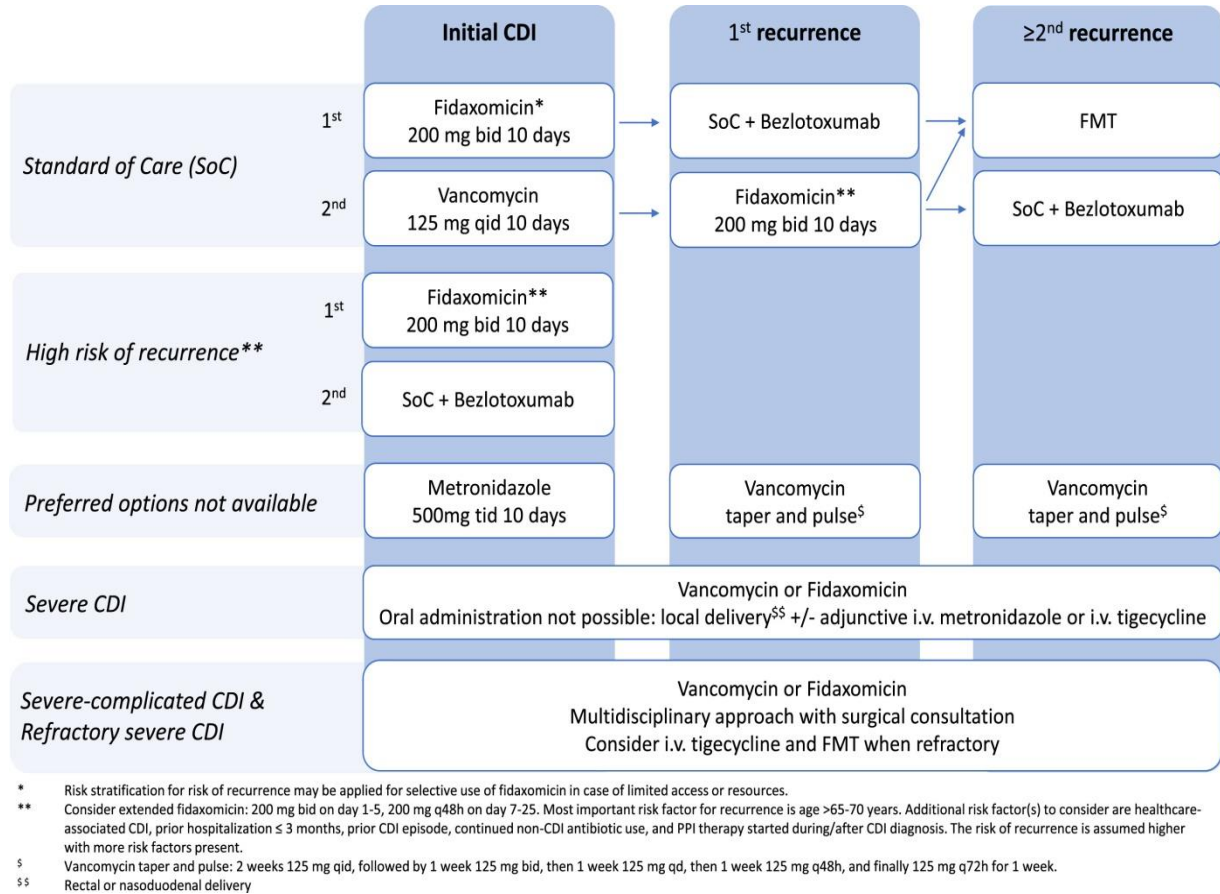 Initial CDI
1st recurrence
≥2nd recurrence
Standard of Care (SoC)
1st
Fidaxomicin*
200 mg bid 10 days
SoC + Bezlotoxumab
FMT
2nd
Vancomycin
125 mg qid 10 days
Fidaxomicin**
200 mg bid 10 days
SoC + Bezlotoxumab
High risk of recurrence**
1st
Fidaxomicin**
200 mg bid 10 days
2nd
SoC + Bezlotoxumab
Preferred options not available
Metronidazole
500mg tid 10 days
Vancomycin
taper and pulse$
Vancomycin
taper and pulse$
Severe CDI
Vancomycin or Fidaxomicin
Oral administration not possible: local delivery$$ +/- adjunctive i.v. metronidazole or i.v. tigecycline
Severe-complicated CDI &
Refractory severe CDI
Vancomycin or Fidaxomicin
Multidisciplinary approach with surgical consultation
Consider i.v. tigecycline and FMT when refractory
* Risk stratification for risk of recurrence may be applied for selective use of fidaxomicin in case of limited access or resources.
** Consider extended fidaxomicin: 200 mg bid on day 1-5, 200 mg q48h on day 7-25. Most important risk factor for recurrence is age >65-70 years. Additional risk factor(s) to consider are healthcare-
associated CDI, prior hospitalization ≤ 3 months, prior CDI episode, continued non-CDI antibiotic use, and PPI therapy started during/after CDI diagnosis. The risk of recurrence is assumed higher
with more risk factors present.
$ Vancomycin taper and pulse: 2 weeks 125 mg qid, followed by 1 week 125 mg bid, then 1 week 125 mg qd, then 1 week 125 mg q48h, and finally 125 mg q72h for 1 week.
$$ Rectal or nasoduodenal delivery